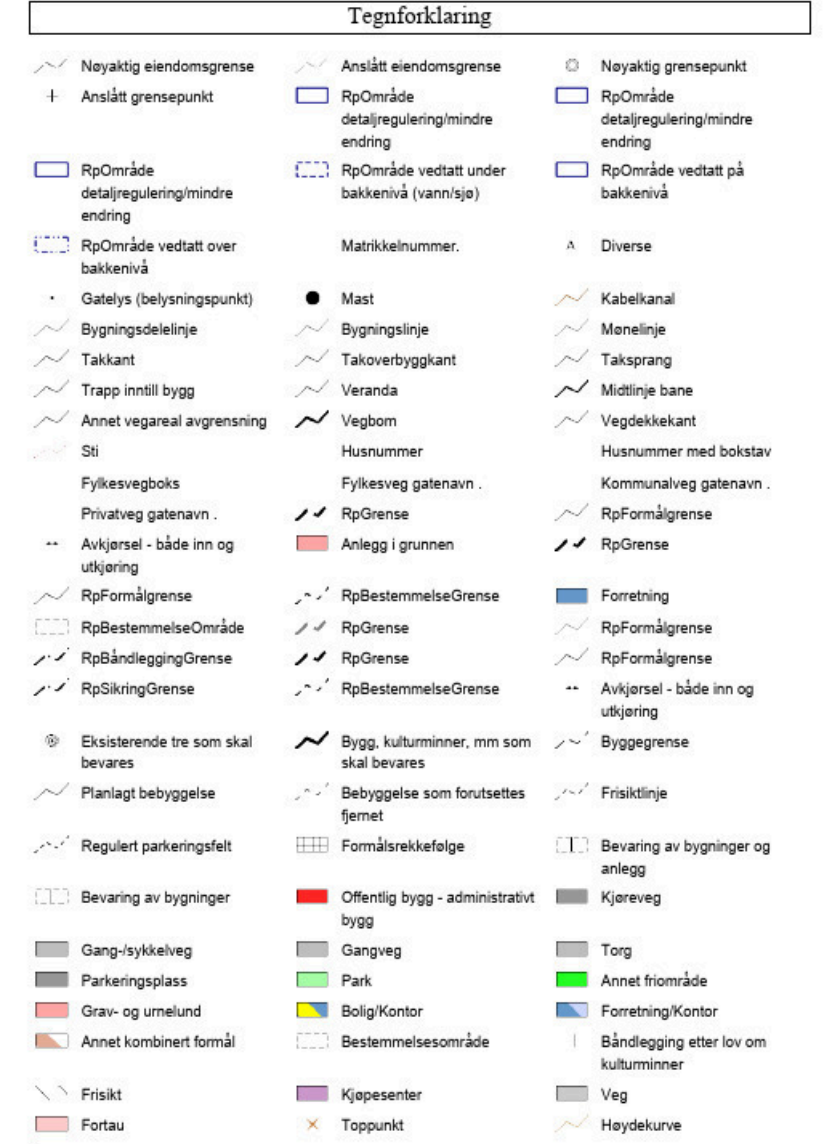 Tegnforklaring
Nøyaktig eiendomsgrense
Anslått eiendomsgrense
Nøyaktig grensepunkt
Anslått grensepunkt
RpOmråde
detaljregulering/mindre
endring
RpOmråde
detaljregulering/mindre
endring
RpOmråde
detaljregulering/mindre
endring
RpOmråde vedtatt under
bakkenivå (vann/sjø)
RpOmråde vedtatt på
bakkenivå
RpOmråde vedtatt over
bakkenivå
Matrikkelnummer.
A Diverse
Gatelys (belysningspunkt)
Mast
Kabelkanal
Bygningsdelelinje
Bygningslinje
Mønelinje
Takkant
Takoverbyggkant
Taksprang
Trapp inntill bygg
Veranda
Midtlinje bane
Annet vegareal avgrensning
Vegbom
Vegdekkekant
Sti
Husnummer
Husnummer med bokstav
Fylkesvegboks
Fylkesveg gatenavn .
Kommunalveg gatenavn .
Privatveg gatenavn .
RpGrense
RpFormålgrense
Avkjørsel - både inn og
utkjøring
Anlegg i grunnen
RpGrense
RpFormålgrense
RpBestemmelseGrense
Forretning
RpBestemmelseOmråde
RpGrense
RpFormålgrense
RpBåndleggingGrense
RpGrense
RpFormålgrense
RpSikringGrense
RpBestemmelseGrense
Avkjørsel - både inn og
utkjøring
Eksisterende tre som skal
bevares
Bygg, kulturminner, mm som
skal bevares
Byggegrense
Planlagt bebyggelse
Bebyggelse som forutsettes
fjernet
Frisiktlinje
Regulert parkeringsfelt
Formålsrekkefølge
Bevaring av bygninger og
anlegg
Bevaring av bygninger
Offentlig bygg - administrativt
bygg
Kjøreveg
Gang-/sykkelveg
Gangveg
Torg
Parkeringsplass
Park
Annet friområde
Grav- og urnelund
Bolig/Kontor
Forretning/Kontor
Annet kombinert formål
Bestemmelsesområde
Båndlegging etter lov om
kulturminner
Frisikt
Kjøpesenter
Veg
Fortau
Toppunkt
Høydekurve